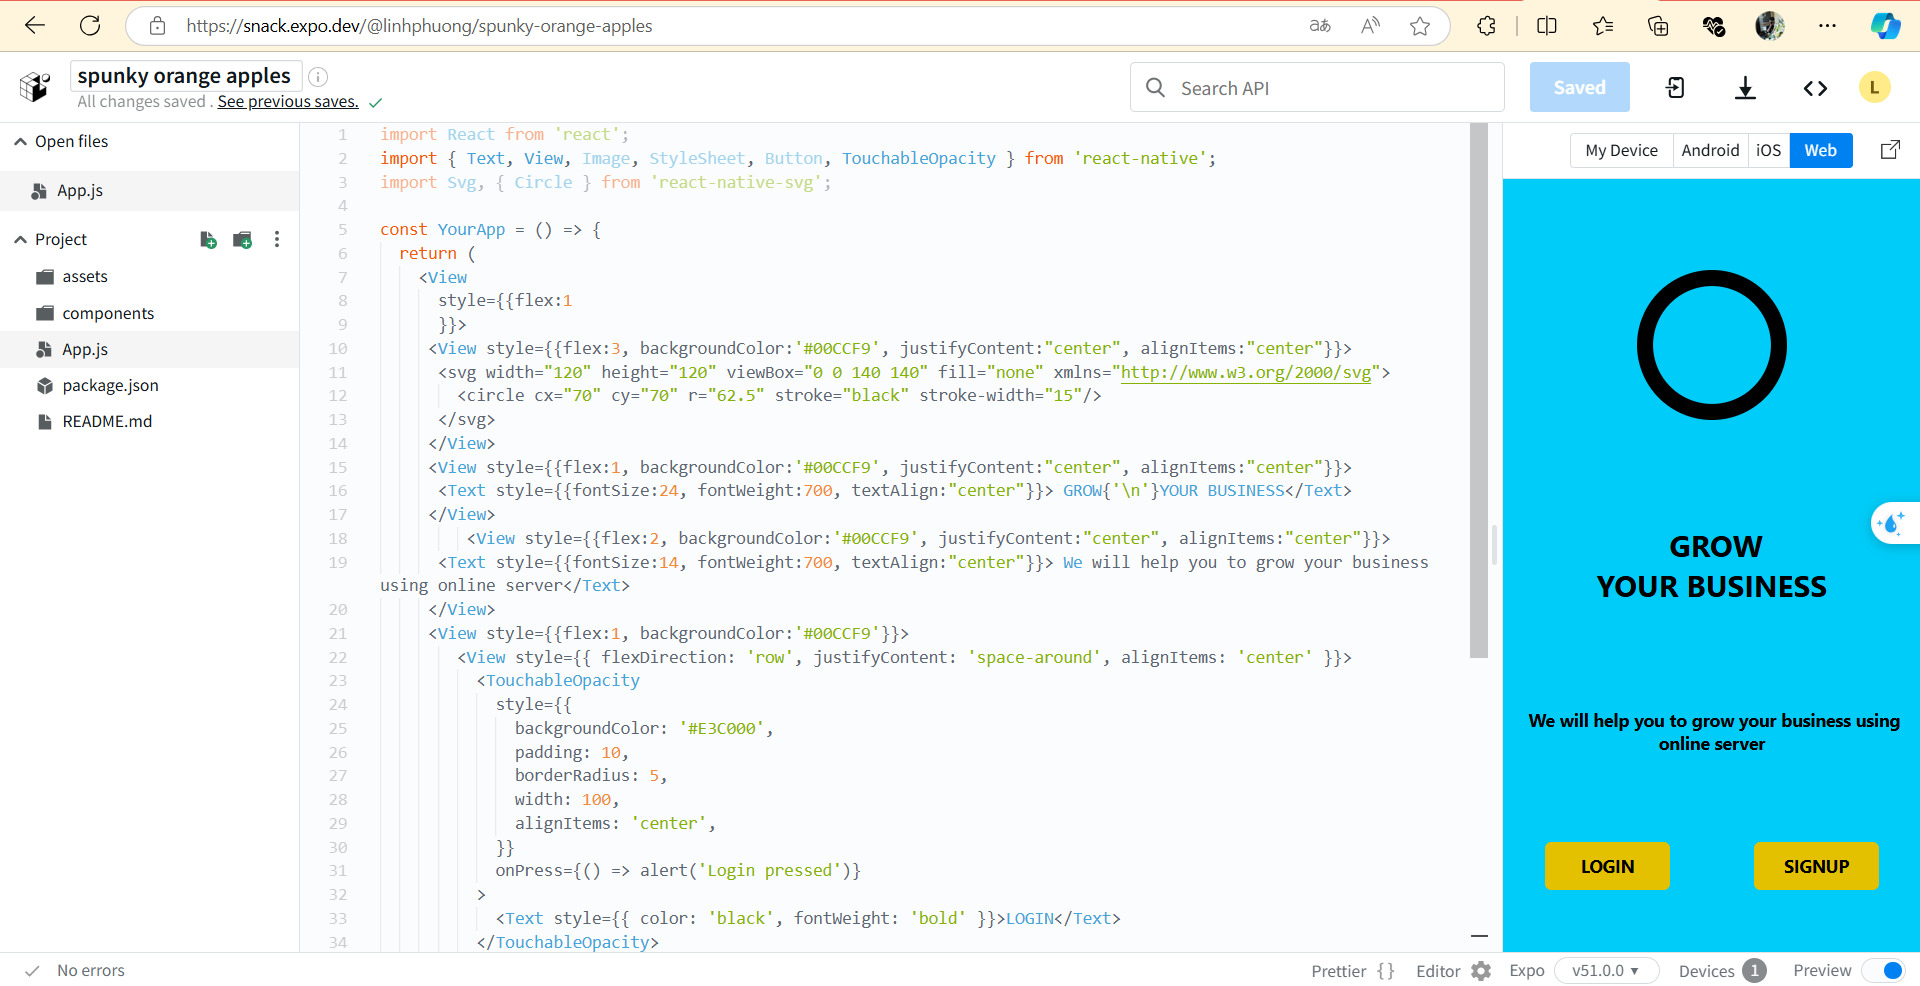 https://snack.expo.dev/@linhphuong/spunky-orange-apples
aあ
A
spunky orange apples
All changes saved . See previous saves.
Search API
Saved
L
Open files
App.js
Project
assets
components
App.js
package.json
README.md
1 import React from 'react';
2 import { Text, View, Image, StyleSheet, Button, TouchableOpacity } from 'react-native';
3 import Svg, { Circle } from 'react-native-svg';
4
5 const YourApp = () => {
6 return (
7 <View
8 style={{flex:1
9 }}>
10 <View style={{flex:3, backgroundColor:'#00CCF9', justifyContent:"center", alignItems:"center"}}>
11 <svg width="120" height="120" viewBox="0 0 140 140" fill="none" xmlns="http://www.w3.org/2000/svg">
12 <circle cx="70" cy="70" r="62.5" stroke="black" stroke-width="15"/>
13 </svg>
14 </View>
15 <View style={{flex:1, backgroundColor:'#00CCF9', justifyContent:"center", alignItems:"center"}}>
16 <Text style={{fontSize:24, fontWeight:700, textAlign:"center"}}> GROW{'\n'}YOUR BUSINESS</Text>
17 </View>
18 <View style={{flex:2, backgroundColor:'#00CCF9', justifyContent:"center", alignItems:"center"}}>
19 <Text style={{fontSize:14, fontWeight:700, textAlign:"center"}}> We will help you to grow your business
using online server</Text>
20 </View>
21 <View style={{flex:1, backgroundColor:'#00CCF9'}}>
22 <View style={{ flexDirection: 'row', justifyContent: 'space-around', alignItems: 'center' }}>
23 <TouchableOpacity
24 style={{
25 backgroundColor: '#E3C000',
26 padding: 10,
27 borderRadius: 5,
28 width: 100,
29 alignItems: 'center',
30 }}
31 onPress={() => alert('Login pressed')}
32 >
33 <Text style={{ color: 'black', fontWeight: 'bold' }}>LOGIN</Text>
34 </TouchableOpacity>
My Device Android iOS Web
GROW
YOUR BUSINESS
We will help you to grow your business using
online server
LOGIN SIGNUP
No errors
Prettier {} Editor Expo v51.0.0 Devices 1 Preview